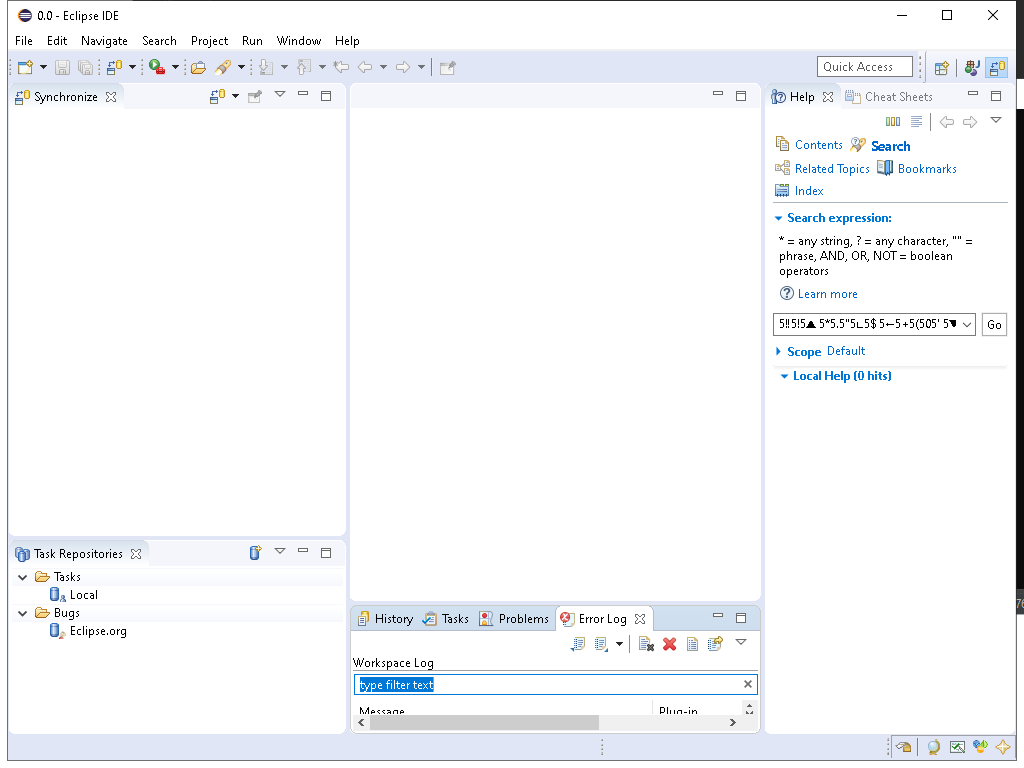 0.0 - Eclipse IDE
File Edit Navigate Search Project Run Window Help
Quick Access
Synchronize
Help Cheat Sheets
Contents Search
Related Topics Bookmarks
Index
Search expression:
* = any string, ? = any character, "" =
phrase, AND, OR, NOT = boolean
operators
Learn more
5‼5!5▲ 5*5.5"5∟5$ 5←5+5(505' 5◥ Go
Scope Default
Local Help (0 hits)
Task Repositories
Tasks
Local
Bugs
Eclipse.org
History Tasks Problems Error Log
Workspace Log
type filter text
Message Plug-in